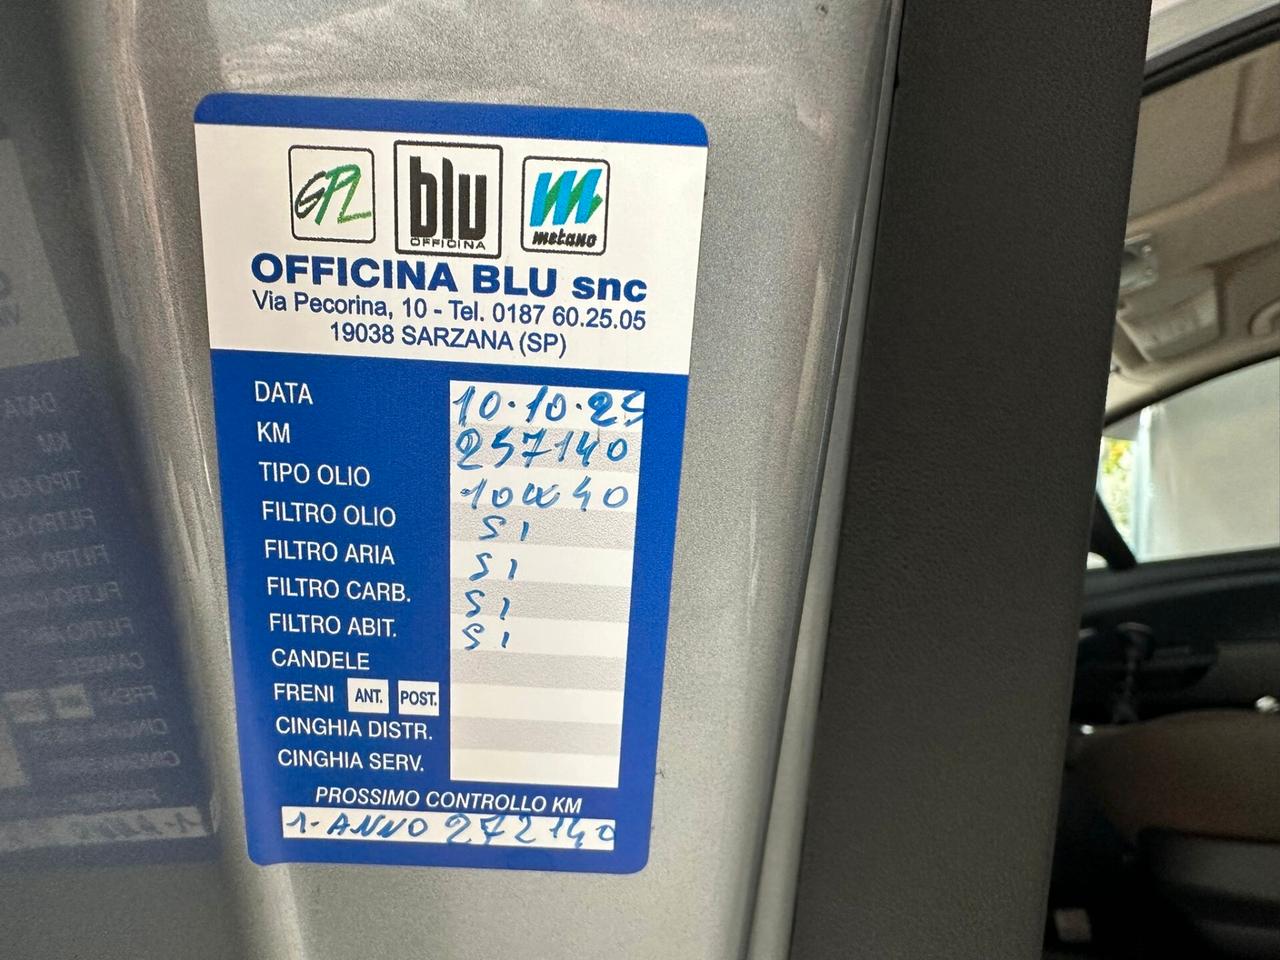 GPL
blu
OFFICINA
metano
OFFICINA BLU snc
Via Pecorina, 10 - Tel. 0187 60.25.05
19038 SARZANA (SP)
DATA 10.10.25
KM 257140
TIPO OLIO 10W40
FILTRO OLIO SI
FILTRO ARIA SI
FILTRO CARB. SI
FILTRO ABIT. SI
CANDELE
FRENI ANT. POST.
CINGHIA DISTR.
CINGHIA SERV.
PROSSIMO CONTROLLO KM
1-ANNO 272140